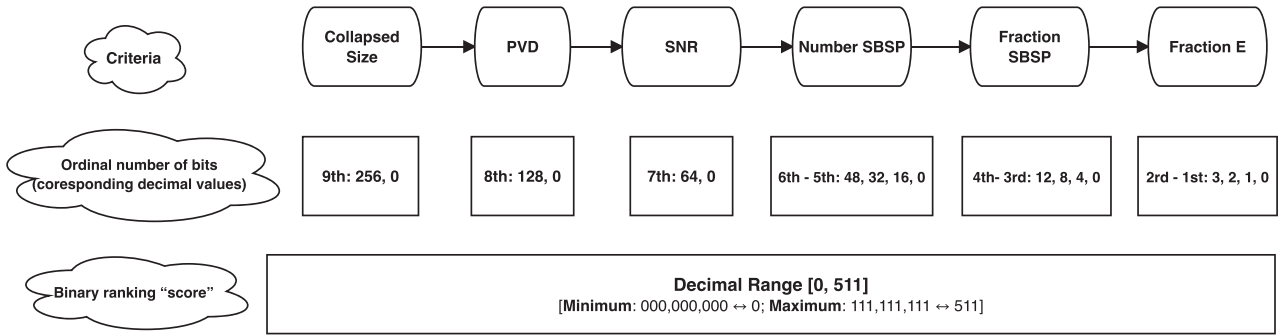 Criteria
Collapsed
Size
PVD
SNR
Number SBSP
Fraction
SBSP
Fraction E
Ordinal number of bits
(coresponding decimal values)
9th: 256, 0
8th: 128, 0
7th: 64, 0
6th - 5th: 48, 32, 16, 0
4th- 3rd: 12, 8, 4, 0
2rd - 1st: 3, 2, 1, 0
Binary ranking “score”
Decimal Range [0, 511]
[Minimum: 000,000,000 ↔ 0; Maximum: 111,111,111 ↔ 511]